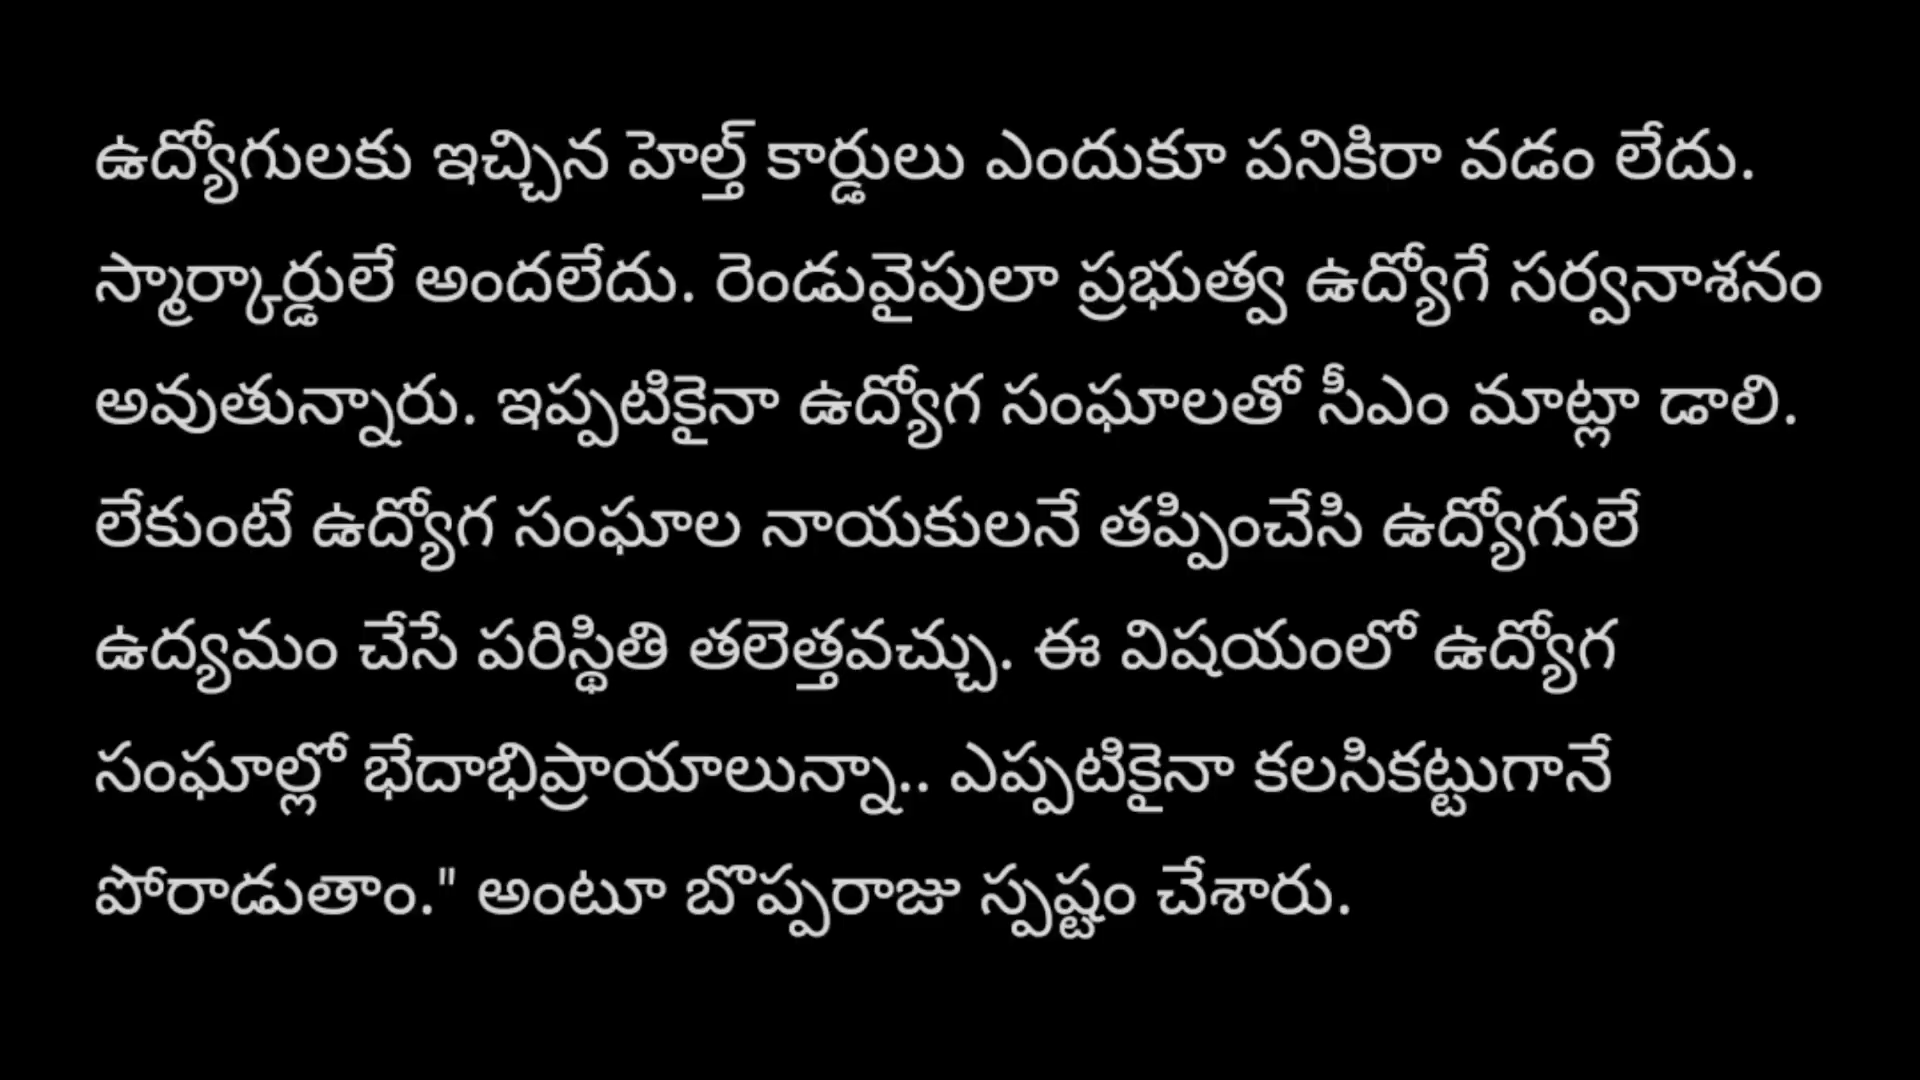 ఉద్యోగులకు ఇచ్చిన హెల్త్ కార్డులు ఎందుకూ పనికిరా వడం లేదు.
స్మార్కార్డులే అందలేదు. రెండువైపులా ప్రభుత్వ ఉద్యోగే సర్వనాశనం
అవుతున్నారు. ఇప్పటికైనా ఉద్యోగ సంఘాలతో సీఎం మాట్లా డాలి.
లేకుంటే ఉద్యోగ సంఘాల నాయకులనే తప్పించేసి ఉద్యోగులే
ఉద్యమం చేసే పరిస్థితి తలెత్తవచ్చు. ఈ విషయంలో ఉద్యోగ
సంఘాల్లో భేదాభిప్రాయాలున్నా.. ఎప్పటికైనా కలసికట్టుగానే
పోరాడుతాం." అంటూ బొప్పరాజు స్పష్టం చేశారు.